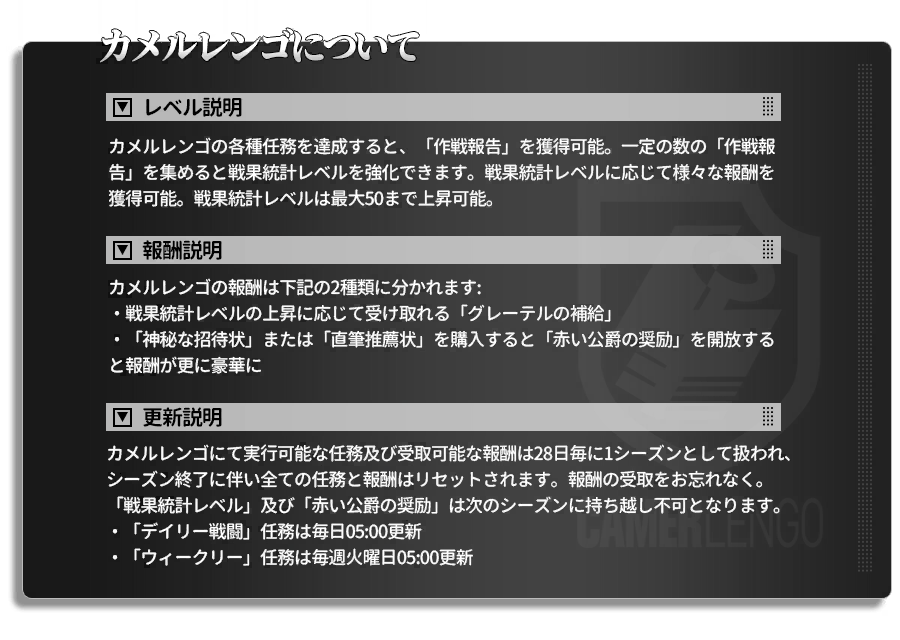 カメルレンゴについて
レベル説明
カメルレンゴの各種任務を達成すると、「作戦報告」を獲得可能。一定の数の「作戦報
告」を集めると戦果統計レベルを強化できます。戦果統計レベルに応じて様々な報酬を
獲得可能。戦果統計レベルは最大50まで上昇可能。
報酬説明
カメルレンゴの報酬は下記の2種類に分かれます:
・戦果統計レベルの上昇に応じて受け取れる「グレーテルの補給」
・「神秘な招待状」または「直筆推薦状」を購入すると「赤い公爵の奨励」を開放する
と報酬が更に豪華に
更新説明
カメルレンゴにて実行可能な任務及び受取可能な報酬は28日毎に1シーズンとして扱われ、
シーズン終了に伴い全ての任務と報酬はリセットされます。報酬の受取をお忘れなく。
「戦果統計レベル」及び「赤い公爵の奨励」は次のシーズンに持ち越し不可となります。
・「デイリー戦闘」任務は毎日05:00更新
・「ウィークリー」任務は毎週火曜日05:00更新
CAMERLENGO